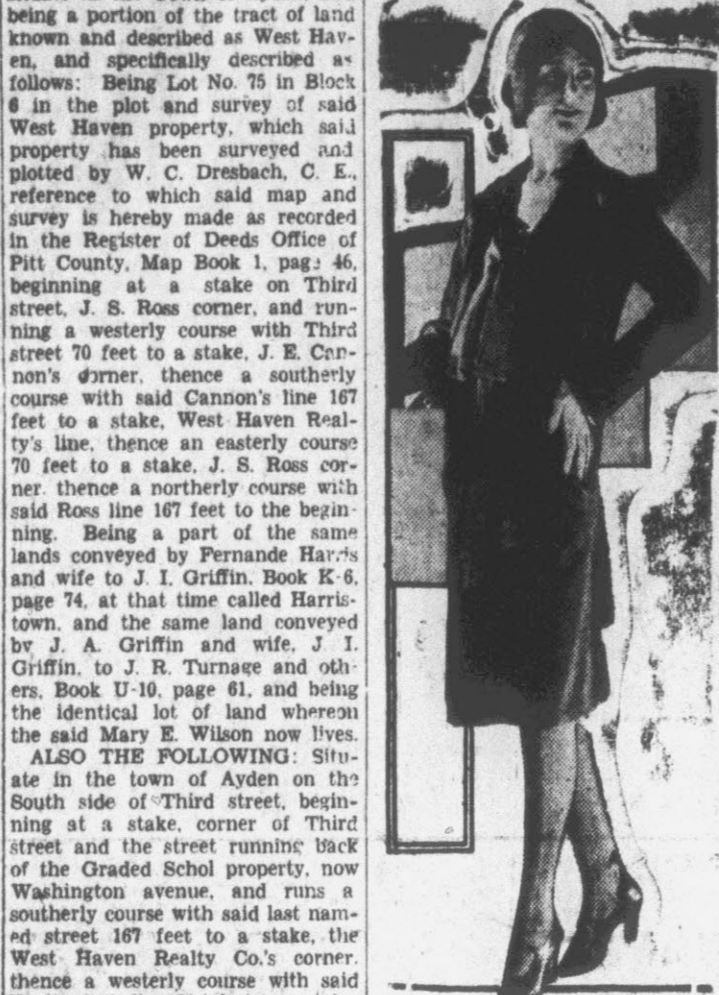 being a portion of the tract of land
known and described as West Hav-
en, and specifically described as
follows: Being Lot No. 75 in Block
6 in the plot and survey of said
West Haven property, which said
property has been surveyed and
plotted by W. C. Dresbach, C. E.,
reference to which said map and
survey is hereby made as recorded
in the Register of Deeds Office of
Pitt County, Map Book 1, page 46,
beginning at a stake on Third
street, J. S. Ross corner, and run-
ning a westerly course with Third
street 70 feet to a stake, J. E. Can-
non's corner, thence a southerly
course with said Cannon's line 167
feet to a stake, West Haven Real-
ty's line, thence an easterly course
70 feet to a stake, J. S. Ross cor-
ner. thence a northerly course with
said Ross line 167 feet to the begin-
ning. Being a part of the same
lands conveyed by Fernande Harris
and wife to J. I. Griffin, Book K-6,
page 74, at that time called Harris-
town, and the same land conveyed
by J. A. Griffin and wife, J. I.
Griffin, to J. R. Turnage and oth-
ers, Book U-10, page 61, and being
the identical lot of land whereon
the said Mary E. Wilson now lives.
ALSO THE FOLLOWING: Situ-
ate in the town of Ayden on the
South side of Third street, begin-
ning at a stake, corner of Third
street and the street running back
of the Graded Schol property, now
Washington avenue, and runs a
southerly course with said last nam-
ed street 167 feet to a stake, the
West Haven Realty Co.'s corner.
thence a westerly course with said